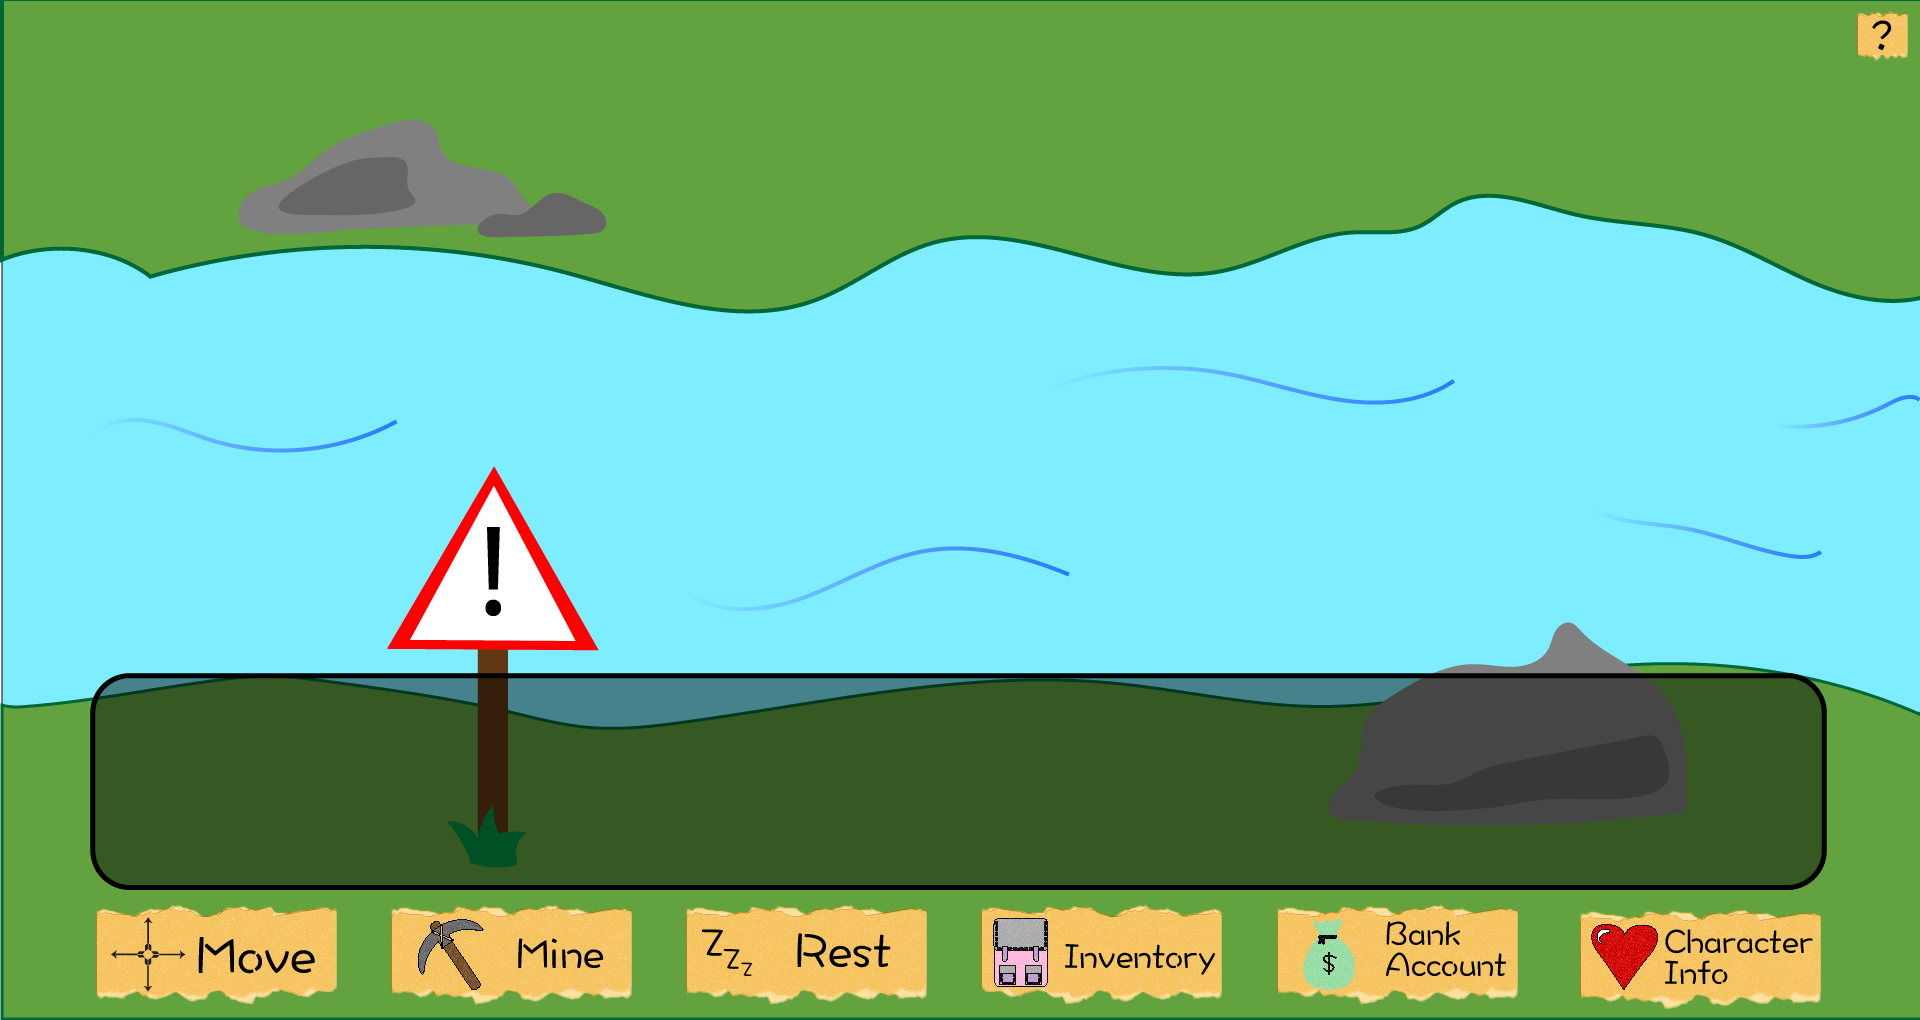 ?
!
Move
Mine
Zzz Rest
Inventory
$
Bank
Account
Character
Info